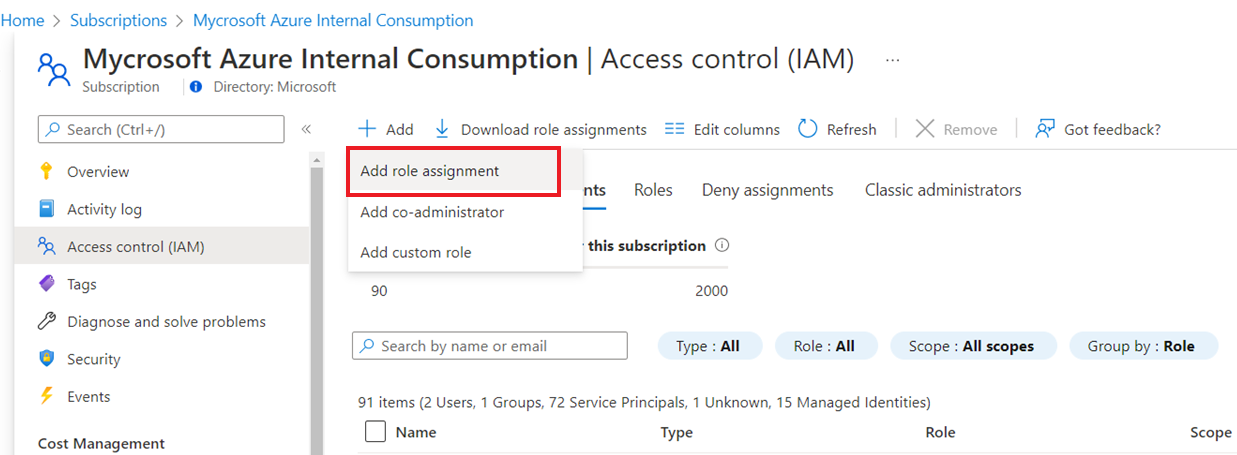 Home > Subscriptions > Mycrosoft Azure Internal Consumption
Mycrosoft Azure Internal Consumption | Access control (IAM) ...
Subscription
Directory: Microsoft
Search (Ctrl+/)
«
Add
Download role assignments
Edit columns
Refresh
Remove
Got feedback?
Overview
Activity log
Access control (IAM)
Tags
Diagnose and solve problems
Security
Events
Cost Management
Add role assignment
Add co-administrator
Add custom role
nts
Roles
Deny assignments
Classic administrators
this subscription
90
2000
Search by name or email
Type : All
Role : All
Scope : All scopes
Group by : Role
91 items (2 Users, 1 Groups, 72 Service Principals, 1 Unknown, 15 Managed Identities)
Name
Type
Role
Scope